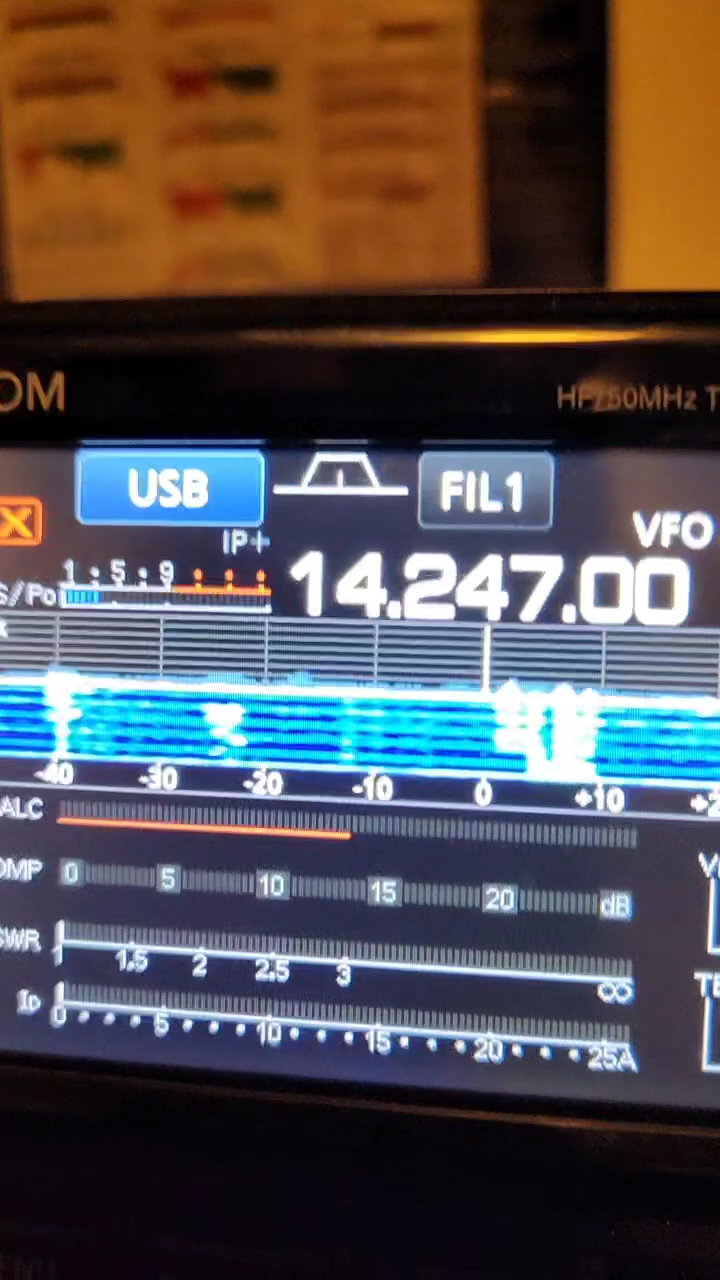 OM HF/50MHz T
USB FIL1
X IP+ VFO
1 : 5 : 9 14.247.00
S/Po
-40 -30 -20 -10 0 +10 +2
ALC
OMP 0 5 10 15 20 dB
SWR 1 1.5 2 2.5 3 ∞
ID 0 5 10 15 20 25A
TE